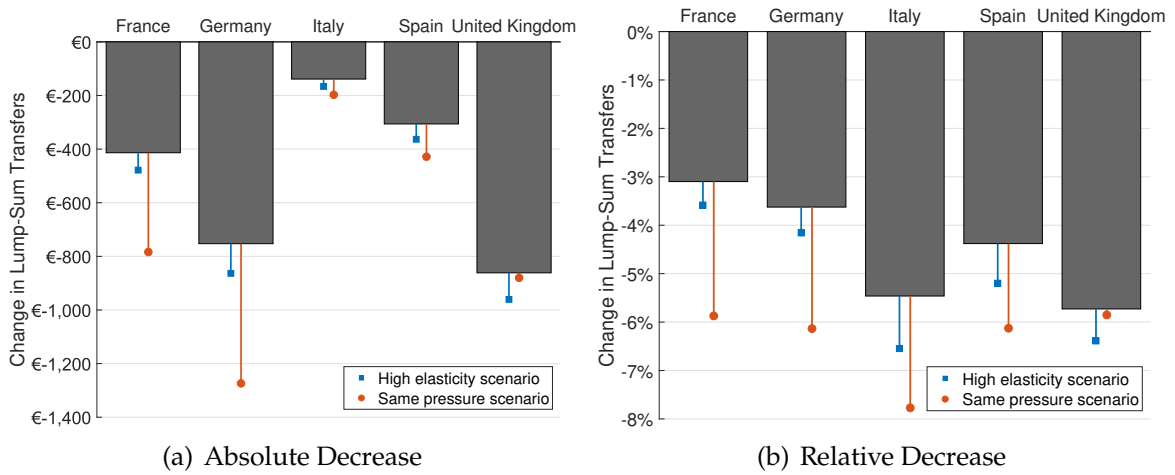 France Germany Italy Spain United Kingdom
€0
€-200
€-400
€-600
€-800
€-1,000
€-1,200
€-1,400
Change in Lump-Sum Transfers
High elasticity scenario
Same pressure scenario
(a) Absolute Decrease
France Germany Italy Spain United Kingdom
0%
-1%
-2%
-3%
-4%
-5%
-6%
-7%
-8%
Change in Lump-Sum Transfers
High elasticity scenario
Same pressure scenario
(b) Relative Decrease